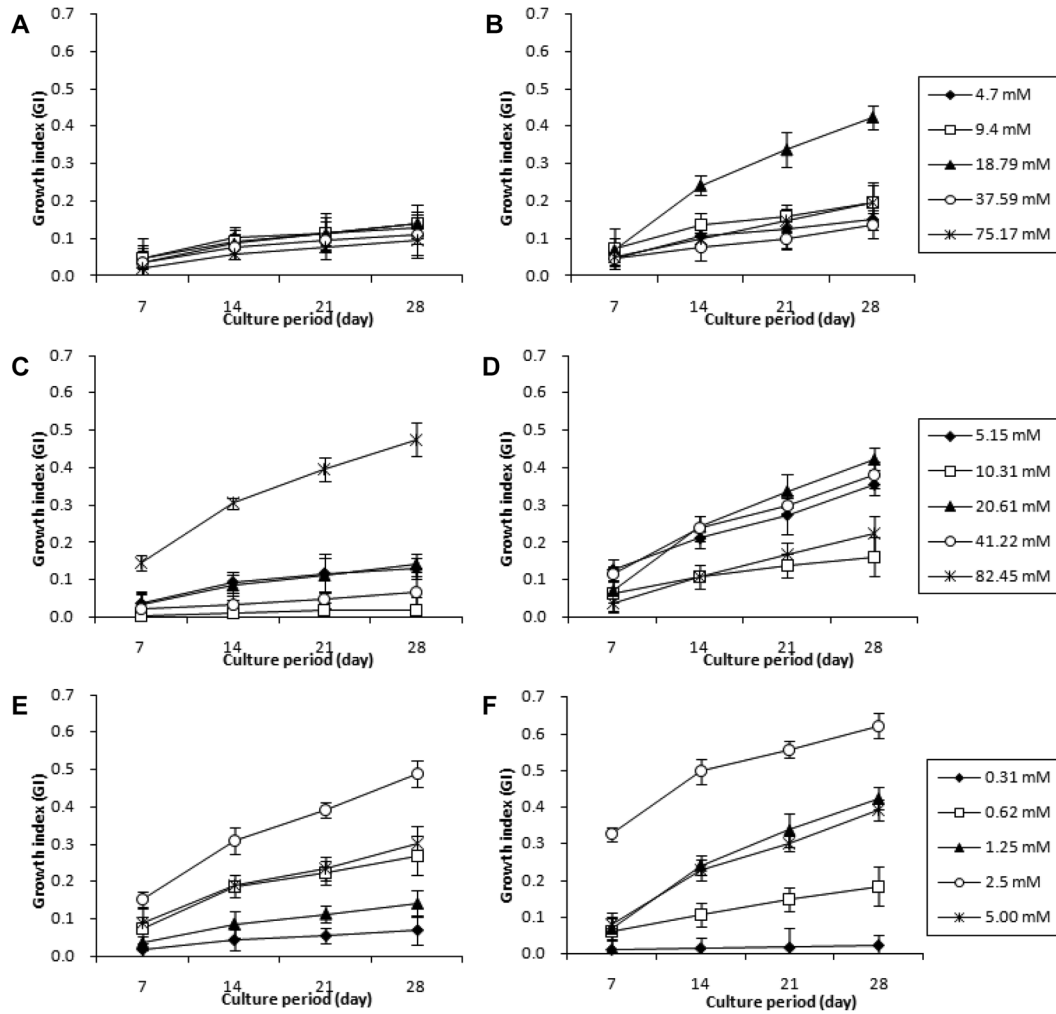 A
Growth index (GI)
0.7
0.6
0.5
0.4
0.3
0.2
0.1
0.0
7 14 21 28
Culture period (day)
B
Growth index (GI)
0.7
0.6
0.5
0.4
0.3
0.2
0.1
0.0
7 14 21 28
Culture period (day)
4.7 mM
9.4 mM
18.79 mM
37.59 mM
75.17 mM
C
Growth index (GI)
0.7
0.6
0.5
0.4
0.3
0.2
0.1
0.0
7 14 21 28
Culture period (day)
D
Growth index (GI)
0.7
0.6
0.5
0.4
0.3
0.2
0.1
0.0
7 14 21 28
Culture period (day)
5.15 mM
10.31 mM
20.61 mM
41.22 mM
82.45 mM
E
Growth index (GI)
0.7
0.6
0.5
0.4
0.3
0.2
0.1
0.0
7 14 21 28
Culture period (day)
F
Growth index (GI)
0.7
0.6
0.5
0.4
0.3
0.2
0.1
0.0
7 14 21 28
Culture period (day)
0.31 mM
0.62 mM
1.25 mM
2.5 mM
5.00 mM